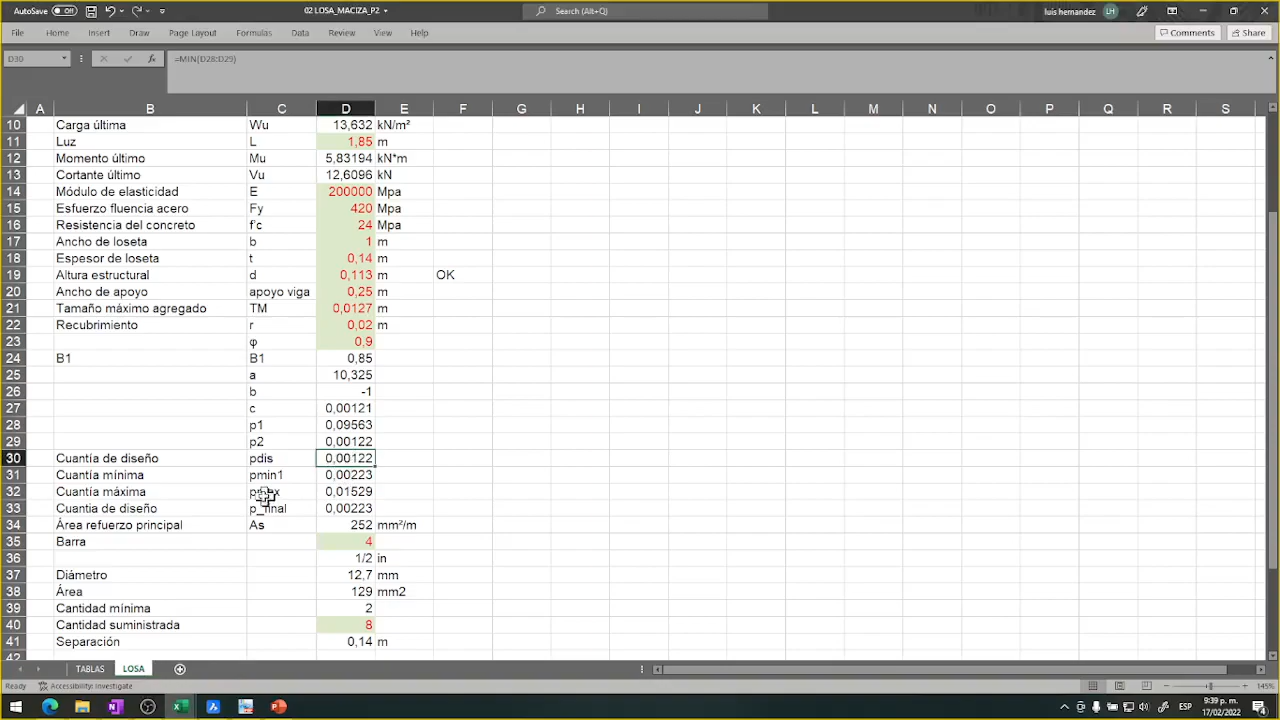 AutoSave Off 02 LOSA_MACIZA_P2 Search (Alt+Q) luis hernandez LH
File Home Insert Draw Page Layout Formulas Data Review View Help Comments Share
D30 fx =MIN(D28:D29)
A B C D E F G H I J K L M N O P Q R S
10 Carga última Wu 13,632 kN/m²
11 Luz L 1,85 m
12 Momento último Mu 5,83194 kN*m
13 Cortante último Vu 12,6096 kN
14 Módulo de elasticidad E 200000 Mpa
15 Esfuerzo fluencia acero Fy 420 Mpa
16 Resistencia del concreto f'c 24 Mpa
17 Ancho de loseta b 1 m
18 Espesor de loseta t 0,14 m
19 Altura estructural d 0,113 m OK
20 Ancho de apoyo apoyo viga 0,25 m
21 Tamaño máximo agregado TM 0,0127 m
22 Recubrimiento r 0,02 m
23 φ 0,9
24 B1 B1 0,85
25 a 10,325
26 b -1
27 c 0,00121
28 p1 0,09563
29 p2 0,00122
30 Cuantía de diseño pdis 0,00122
31 Cuantía mínima pmin1 0,00223
32 Cuantía máxima 0,01529
33 Cuantia de diseño p_final 0,00223
34 Área refuerzo principal As 252 mm²/m
35 Barra 4
36 1/2 in
37 Diámetro 12,7 mm
38 Área 129 mm2
39 Cantidad mínima 2
40 Cantidad suministrada 8
41 Separación 0,14 m
42
TABLAS LOSA
Ready Accessibility: Investigate 145%
ESP 9:39 p. m.
17/02/2022 4